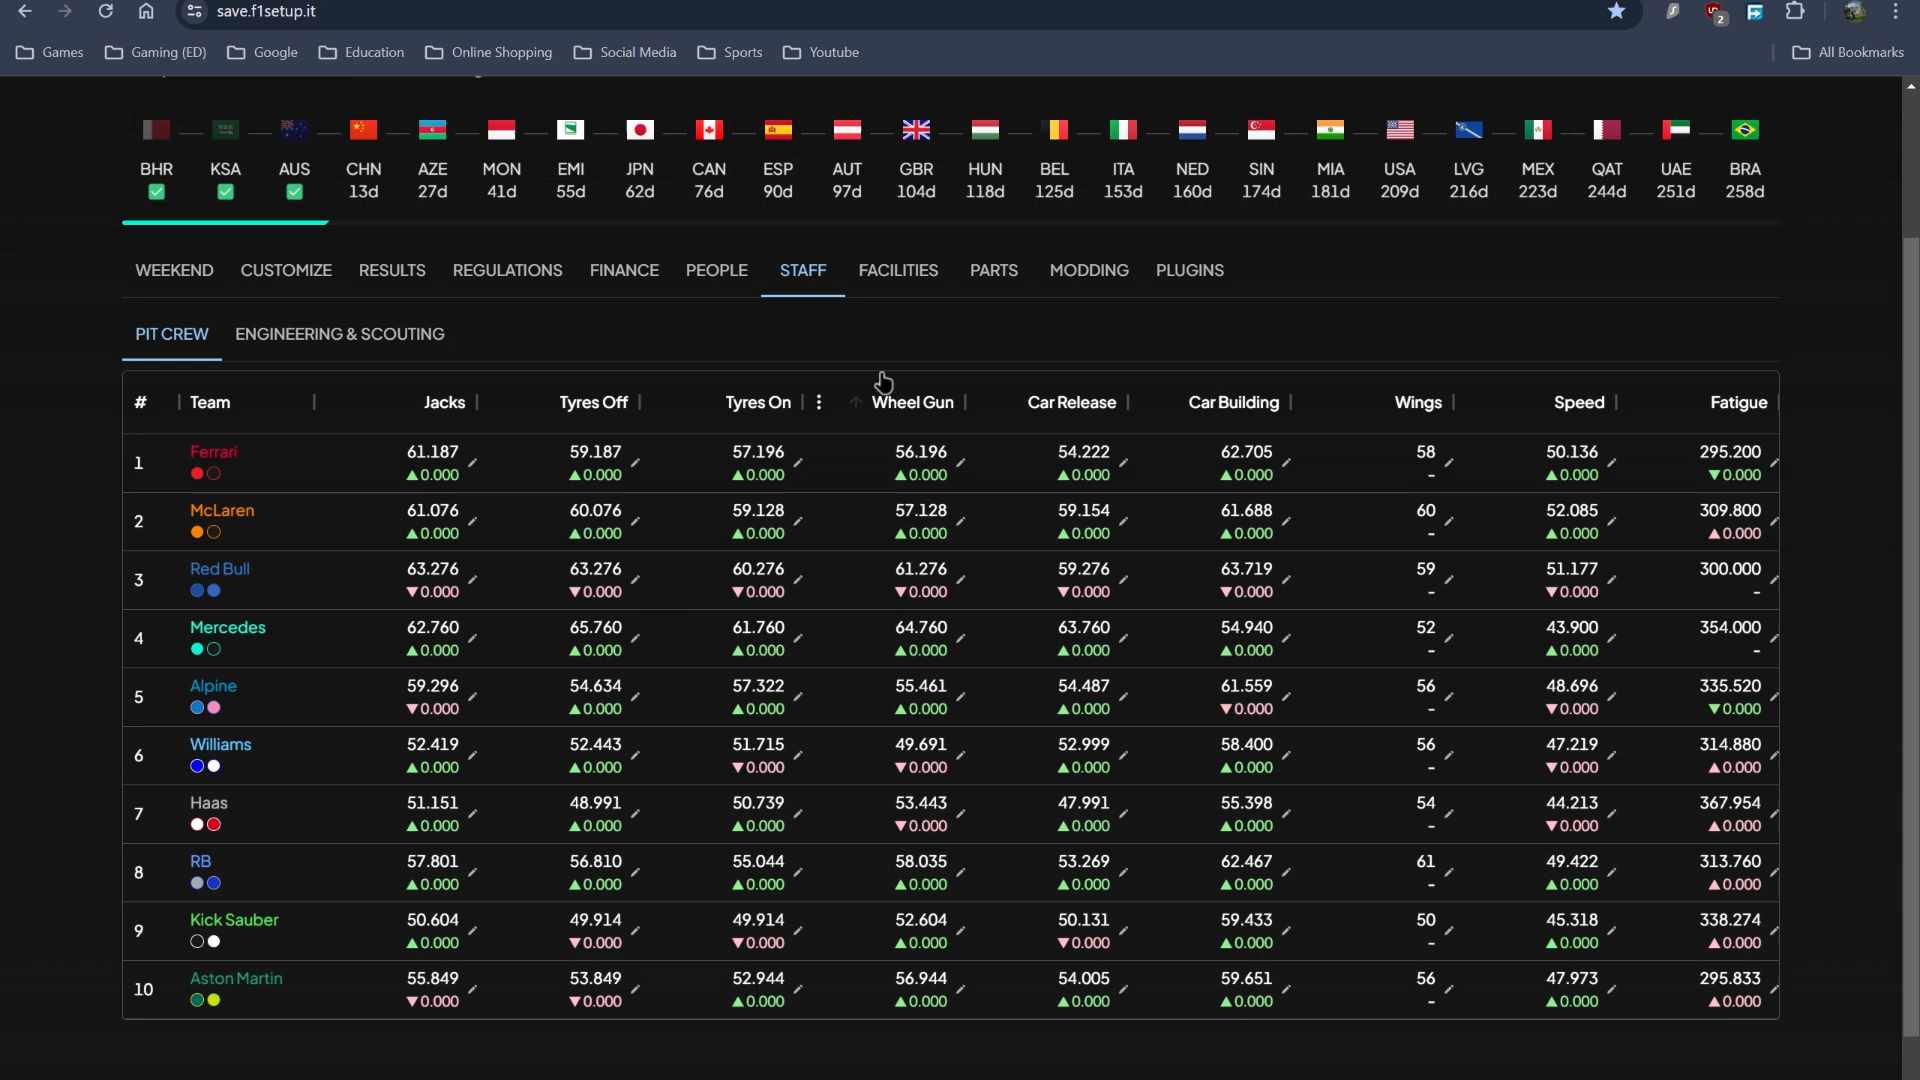 save.f1setup.it
2
Games Gaming (ED) Google Education Online Shopping Social Media Sports Youtube All Bookmarks
BHR KSA AUS CHN AZE MON EMI JPN CAN ESP AUT GBR HUN BEL ITA NED SIN MIA USA LVG MEX QAT UAE BRA
13d 27d 41d 55d 62d 76d 90d 97d 104d 118d 125d 153d 160d 174d 181d 209d 216d 223d 244d 251d 258d
WEEKEND CUSTOMIZE RESULTS REGULATIONS FINANCE PEOPLE STAFF FACILITIES PARTS MODDING PLUGINS
PIT CREW ENGINEERING & SCOUTING
# Team Jacks Tyres Off Tyres On Wheel Gun Car Release Car Building Wings Speed Fatigue
1 Ferrari 61.187 59.187 57.196 56.196 54.222 62.705 58 50.136 295.200
▲0.000 ▲0.000 ▲0.000 ▲0.000 ▲0.000 ▲0.000 - ▲0.000 ▼0.000
2 McLaren 61.076 60.076 59.128 57.128 59.154 61.688 60 52.085 309.800
▲0.000 ▲0.000 ▲0.000 ▲0.000 ▲0.000 ▲0.000 - ▲0.000 ▲0.000
3 Red Bull 63.276 63.276 60.276 61.276 59.276 63.719 59 51.177 300.000
▼0.000 ▼0.000 ▼0.000 ▼0.000 ▼0.000 ▼0.000 - ▼0.000 -
4 Mercedes 62.760 65.760 61.760 64.760 63.760 54.940 52 43.900 354.000
▲0.000 ▲0.000 ▲0.000 ▲0.000 ▲0.000 ▲0.000 - ▲0.000 -
5 Alpine 59.296 54.634 57.322 55.461 54.487 61.559 56 48.696 335.520
▼0.000 ▲0.000 ▲0.000 ▲0.000 ▲0.000 ▼0.000 - ▼0.000 ▼0.000
6 Williams 52.419 52.443 51.715 49.691 52.999 58.400 56 47.219 314.880
▲0.000 ▲0.000 ▼0.000 ▼0.000 ▲0.000 ▲0.000 - ▼0.000 ▲0.000
7 Haas 51.151 48.991 50.739 53.443 47.991 55.398 54 44.213 367.954
▲0.000 ▲0.000 ▲0.000 ▼0.000 ▲0.000 ▲0.000 - ▼0.000 ▲0.000
8 RB 57.801 56.810 55.044 58.035 53.269 62.467 61 49.422 313.760
▲0.000 ▲0.000 ▲0.000 ▲0.000 ▲0.000 ▲0.000 - ▲0.000 ▲0.000
9 Kick Sauber 50.604 49.914 49.914 52.604 50.131 59.433 50 45.318 338.274
▲0.000 ▼0.000 ▼0.000 ▲0.000 ▼0.000 ▲0.000 - ▲0.000 ▲0.000
10 Aston Martin 55.849 53.849 52.944 56.944 54.005 59.651 56 47.973 295.833
▼0.000 ▼0.000 ▲0.000 ▲0.000 ▲0.000 ▲0.000 - ▲0.000 ▲0.000